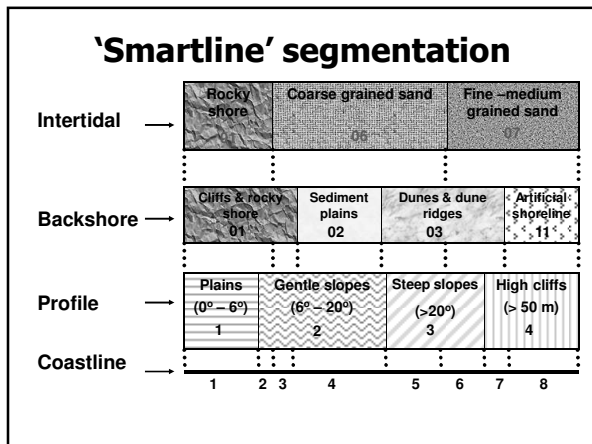 ‘Smartline’ segmentation
Intertidal
Rocky shore
Coarse grained sand
06
Fine –medium grained sand
07
Backshore
Cliffs & rocky shore
01
Sediment plains
02
Dunes & dune ridges
03
Artificial shoreline
11
Profile
Plains
(0º – 6º)
1
Gentle slopes
(6º – 20º)
2
Steep slopes
(>20º)
3
High cliffs
(> 50 m)
4
Coastline
1 2 3 4 5 6 7 8